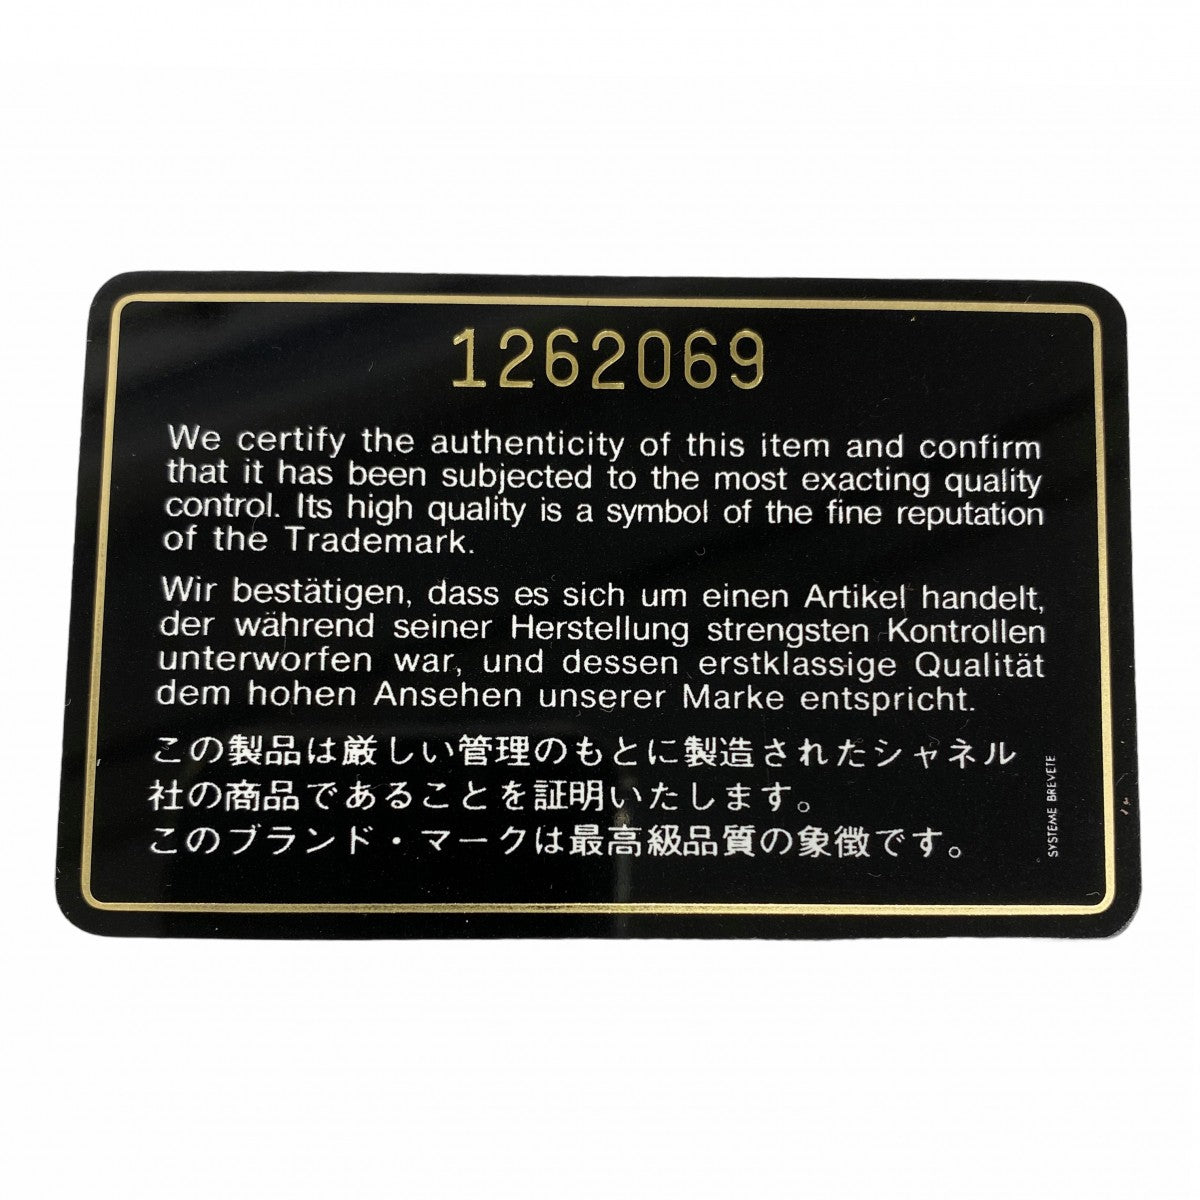 1262069
We certify the authenticity of this item and confirm
that it has been subjected to the most exacting quality
control. Its high quality is a symbol of the fine reputation
of the Trademark.
Wir bestätigen, dass es sich um einen Artikel handelt,
der während seiner Herstellung strengsten Kontrollen
unterworfen war, und dessen erstklassige Qualität
dem hohen Ansehen unserer Marke entspricht.
この製品は厳しい管理のもとに製造されたシャネル
社の商品であることを証明いたします。
このブランド・マークは最高級品質の象徴です。
SYSTEME BREVETE